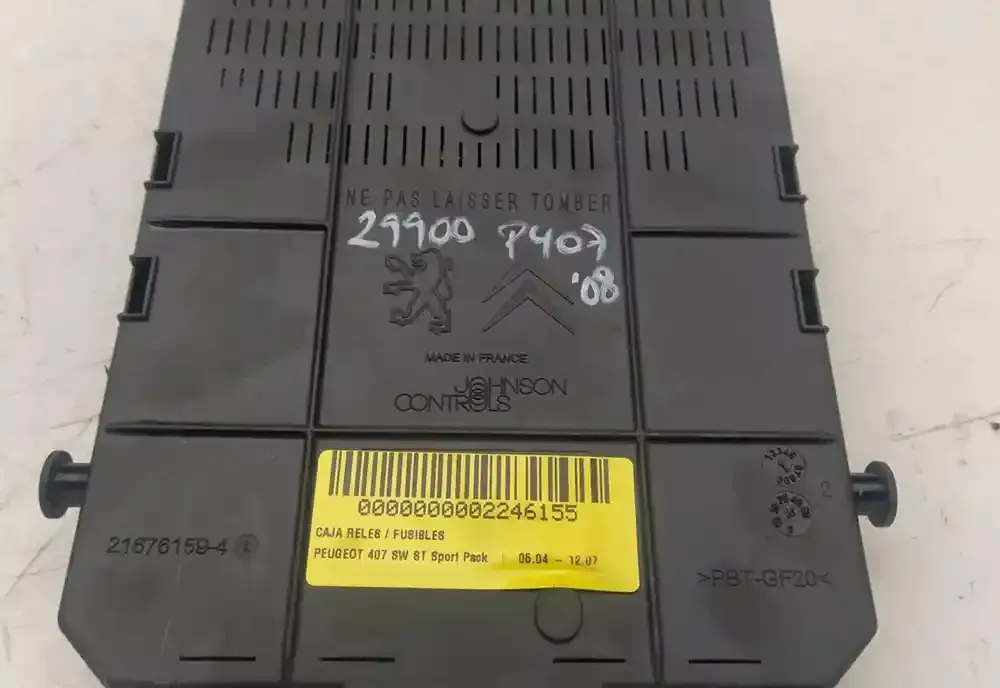 NE PAS LAISSER TOMBER
29900 P407
'08
MADE IN FRANCE
JOHNSON
CONTROLS
0000000002246155
CAJA RELES / FUSIBLES
PEUGEOT 407 SW ST Sport Pack | 06.04 - 12.07
21676159-4 A
2
>PBT-GF20<